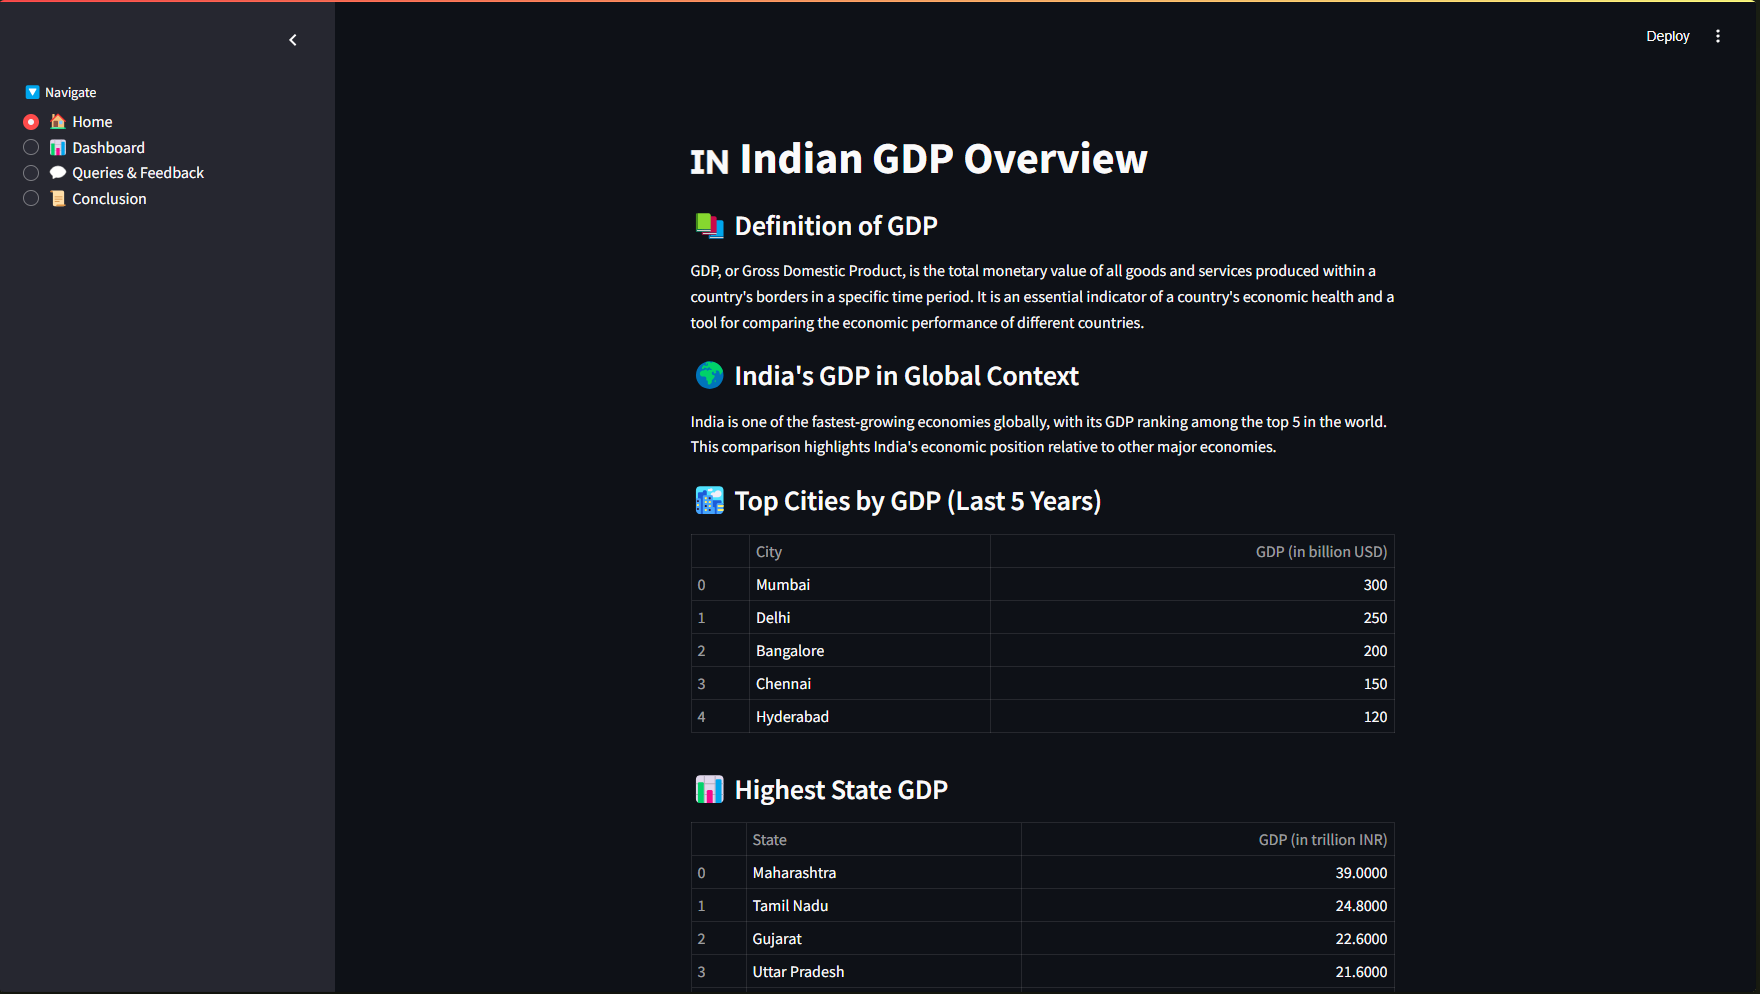 Deploy
Navigate
Home
Dashboard
Queries & Feedback
Conclusion
IN Indian GDP Overview
Definition of GDP
GDP, or Gross Domestic Product, is the total monetary value of all goods and services produced within a
country's borders in a specific time period. It is an essential indicator of a country's economic health and a
tool for comparing the economic performance of different countries.
India's GDP in Global Context
India is one of the fastest-growing economies globally, with its GDP ranking among the top 5 in the world.
This comparison highlights India's economic position relative to other major economies.
Top Cities by GDP (Last 5 Years)
City GDP (in billion USD)
0 Mumbai 300
1 Delhi 250
2 Bangalore 200
3 Chennai 150
4 Hyderabad 120
Highest State GDP
State GDP (in trillion INR)
0 Maharashtra 39.0000
1 Tamil Nadu 24.8000
2 Gujarat 22.6000
3 Uttar Pradesh 21.6000